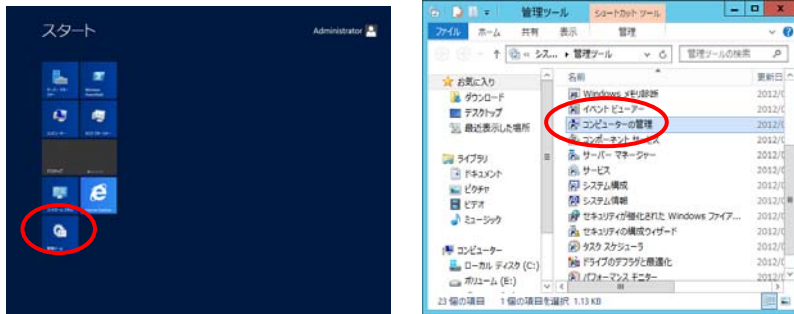 スタート
Administrator
管理ツール
ショートカット ツール
ファイル ホーム 共有 表示 管理
シス... 管理ツール
管理ツールの検索
お気に入り
ダウンロード
デスクトップ
最近表示した場所
ライブラリ
ドキュメント
ピクチャ
ビデオ
ミュージック
コンピューター
ローカル ディスク (C:)
ボリューム (E:)
名前 更新日
Windows メモリ診断
イベント ビューアー
コンピューターの管理
コンポーネント サービス
サーバー マネージャー
サービス
システム構成
システム情報
セキュリティが強化された Windows ファイア...
セキュリティの構成ウィザード
タスク スケジューラ
ドライブのデフラグと最適化
パフォーマンス モニター
23 個の項目 1 個の項目を選択 1.13 KB